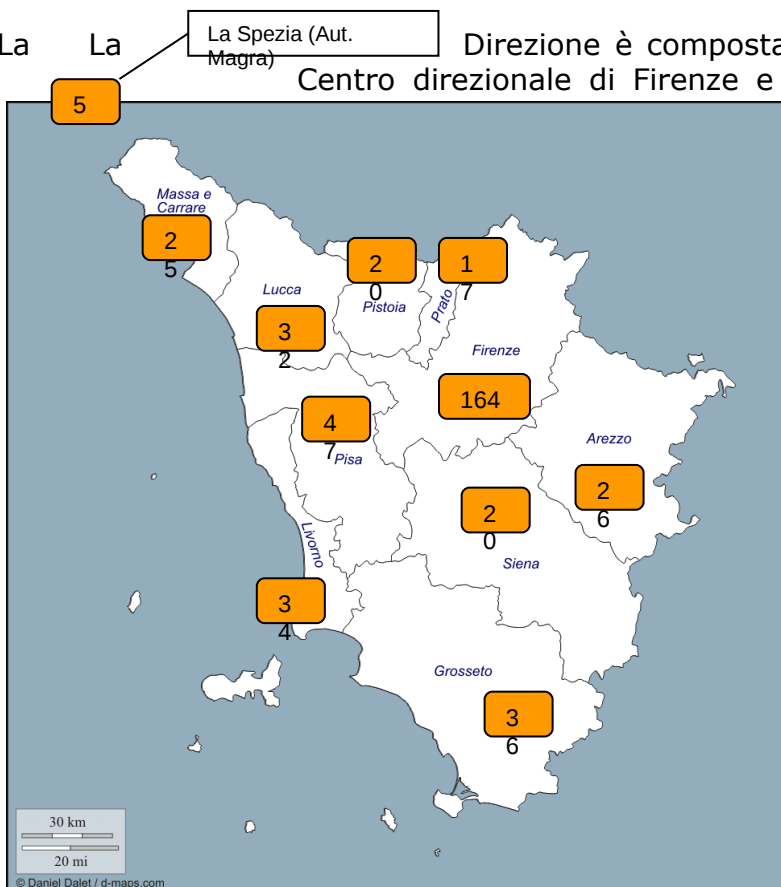 La La Direzione è composta
La Spezia (Aut.
Magra)
Centro direzionale di Firenze e
5
Massa e
Carrare
2
5
Lucca
3
2
2
0
Pistoia
1
7
Prato
Firenze
164
4
7
Pisa
Arezzo
2
6
2
0
Siena
Livorno
3
4
Grosseto
3
6
30 km
20 mi
© Daniel Dalet / d-maps.com